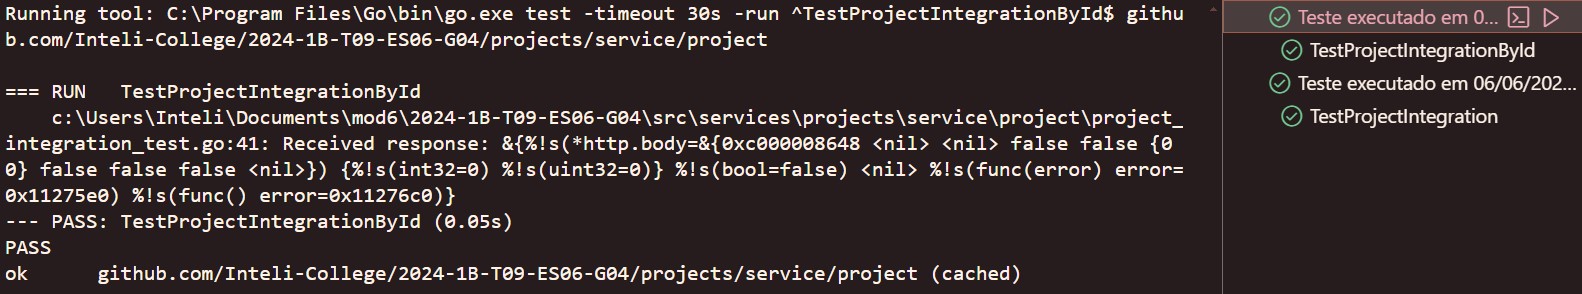 Running tool: C:\Program Files\Go\bin\go.exe test -timeout 30s -run ^TestProjectIntegrationById$ githu
b.com/Inteli-College/2024-1B-T09-ES06-G04/projects/service/project
=== RUN   TestProjectIntegrationById
    c:\Users\Inteli\Documents\mod6\2024-1B-T09-ES06-G04\src\services\projects\service\project\project_
integration_test.go:41: Received response: &{%!s(*http.body=&{0xc000008648 <nil> <nil> false false {0
0} false false false <nil>}) {%!s(int32=0) %!s(uint32=0)} %!s(bool=false) <nil> %!s(func(error) error=
0x11275e0) %!s(func() error=0x11276c0)}
--- PASS: TestProjectIntegrationById (0.05s)
PASS
ok      github.com/Inteli-College/2024-1B-T09-ES06-G04/projects/service/project (cached)
Teste executado em 0...
TestProjectIntegrationById
Teste executado em 06/06/202...
TestProjectIntegration